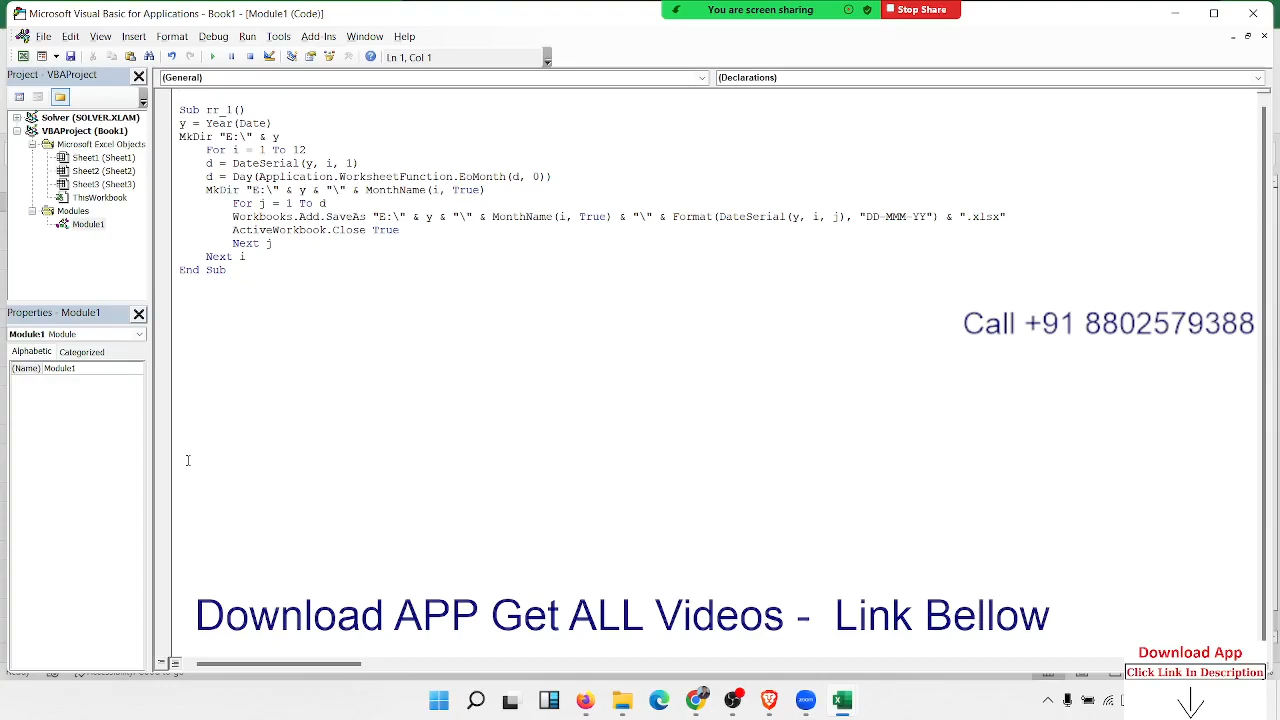 Microsoft Visual Basic for Applications - Book1 - [Module1 (Code)]
You are screen sharing
Stop Share
File Edit View Insert Format Debug Run Tools Add-Ins Window Help
Ln 1, Col 1
Project - VBAProject
(General)
(Declarations)
Solver (SOLVER.XLAM)
VBAProject (Book1)
Microsoft Excel Objects
Sheet1 (Sheet1)
Sheet2 (Sheet2)
Sheet3 (Sheet3)
ThisWorkbook
Modules
Module1
Sub rr_1()
y = Year(Date)
MkDir "E:\" & y
For i = 1 To 12
d = DateSerial(y, i, 1)
d = Day(Application.WorksheetFunction.EoMonth(d, 0))
MkDir "E:\" & y & "\" & MonthName(i, True)
For j = 1 To d
Workbooks.Add.SaveAs "E:\" & y & "\" & MonthName(i, True) & "\" & Format(DateSerial(y, i, j), "DD-MMM-YY") & ".xlsx"
ActiveWorkbook.Close True
Next j
Next i
End Sub
Properties - Module1
Module1 Module
Alphabetic Categorized
(Name) Module1
Call +91 8802579388
Download APP Get ALL Videos - Link Bellow
Download App
Click Link In Description